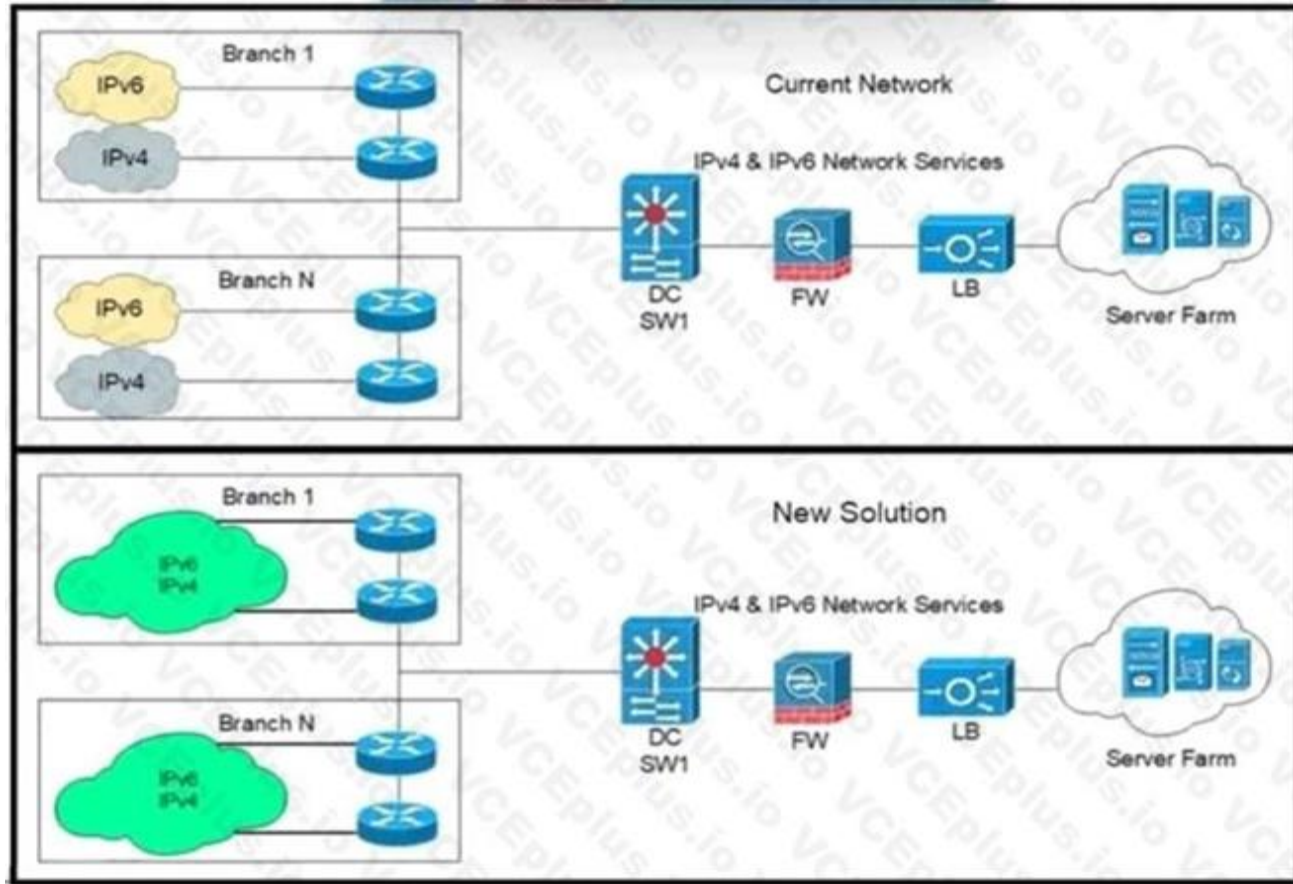 Branch 1
IPv6
IPv4
Current Network
IPv4 & IPv6 Network Services
DC
SW1
FW
LB
Server Farm
Branch N
IPv6
IPv4
Branch 1
IPv6
IPv4
New Solution
IPv4 & IPv6 Network Services
DC
SW1
FW
LB
Server Farm
Branch N
IPv6
IPv4
VCEplus.io